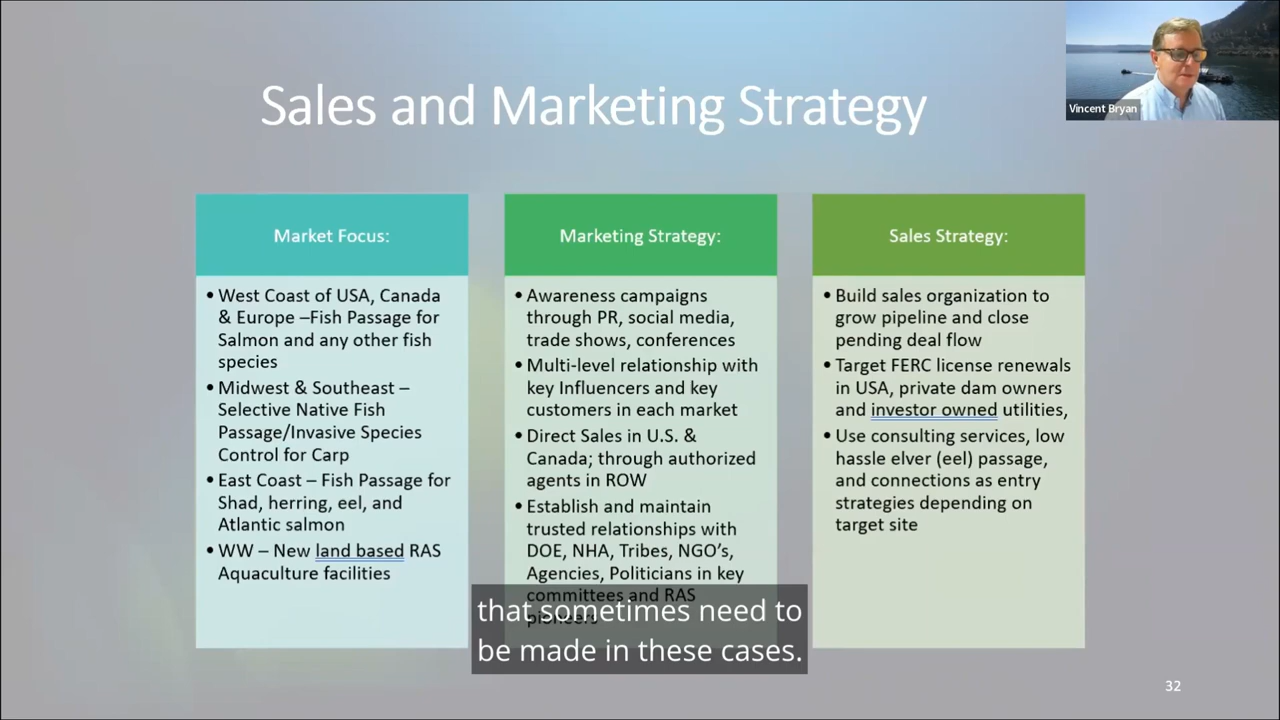 Sales and Marketing Strategy
Vincent Bryan
Market Focus:
• West Coast of USA, Canada
& Europe –Fish Passage for
Salmon and any other fish
species
• Midwest & Southeast –
Selective Native Fish
Passage/Invasive Species
Control for Carp
• East Coast – Fish Passage for
Shad, herring, eel, and
Atlantic salmon
• WW – New land based RAS
Aquaculture facilities
Marketing Strategy:
• Awareness campaigns
through PR, social media,
trade shows, conferences
• Multi-level relationship with
key Influencers and key
customers in each market
• Direct Sales in U.S. &
Canada; through authorized
agents in ROW
• Establish and maintain
trusted relationships with
DOE, NHA, Tribes, NGO's,
Agencies, Politicians in key
committees and RAS
pioneers
Sales Strategy:
• Build sales organization to
grow pipeline and close
pending deal flow
• Target FERC license renewals
in USA, private dam owners
and investor owned utilities,
• Use consulting services, low
hassle elver (eel) passage,
and connections as entry
strategies depending on
target site
that sometimes need to
be made in these cases.
32